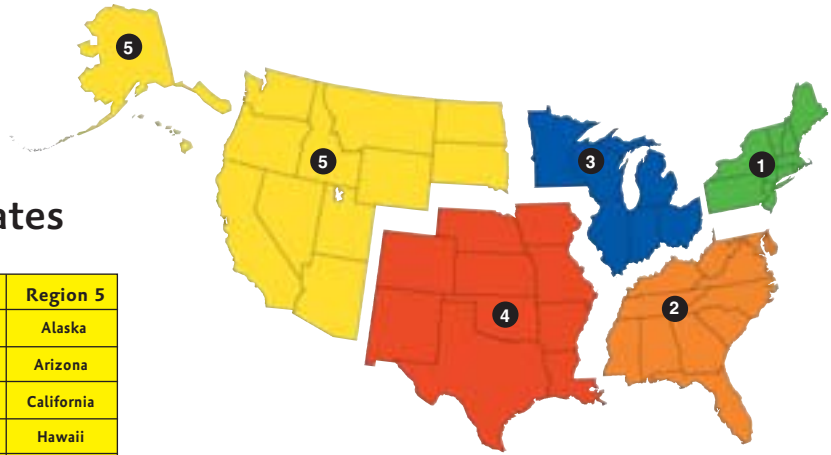 5
5
3
1
ates
Region 5
Alaska
4
2
Arizona
California
Hawaii